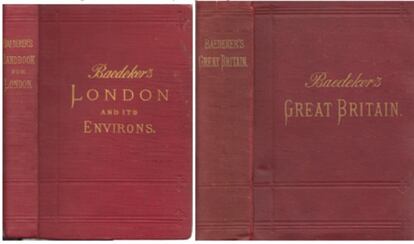 BAEDEKER'S
HANDBOOK
FOR
LONDON.
Baedeker's
LONDON
AND ITS
ENVIRONS.
BAEDEKER'S
GREAT BRITAIN.
Baedeker's
GREAT BRITAIN.